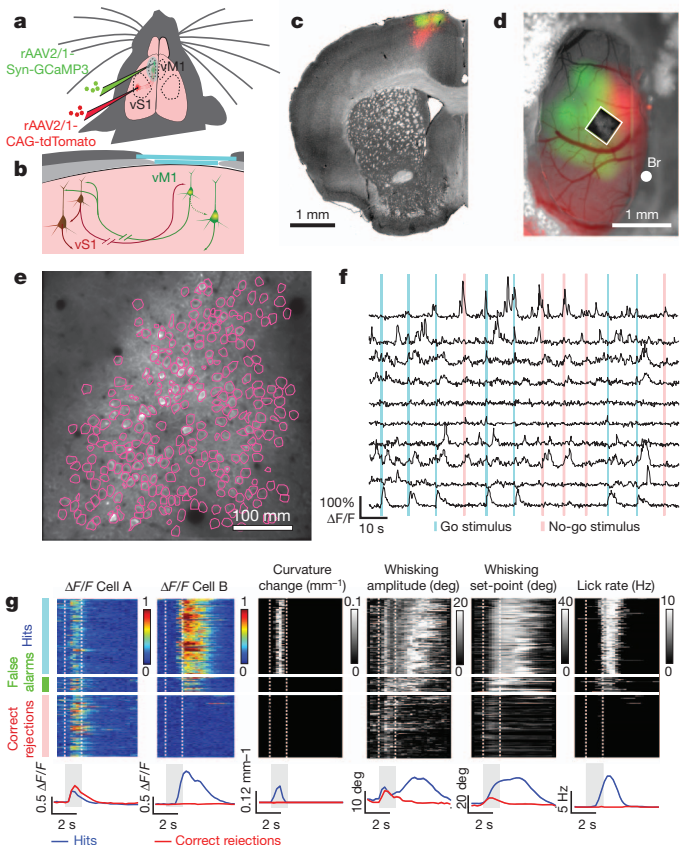 a
rAAV2/1-
Syn-GCaMP3
vM1
rAAV2/1-
CAG-tdTomato
vS1
b
vM1
vS1
c
1 mm
d
Br
1 mm
e
100 mm
f
100%
ΔF/F
10 s
Go stimulus
No-go stimulus
g
ΔF/F Cell A
ΔF/F Cell B
Curvature
change (mm⁻¹)
Whisking
amplitude (deg)
Whisking
set-point (deg)
Lick rate (Hz)
Hits
False
alarms
Correct
rejections
1
0
1
0
0.1
0
20
0
40
0
10
0
0.5 ΔF/F
2 s
0.5 ΔF/F
2 s
0.12 mm⁻¹
2 s
10 deg
2 s
20 deg
2 s
5 Hz
2 s
Hits
Correct rejections